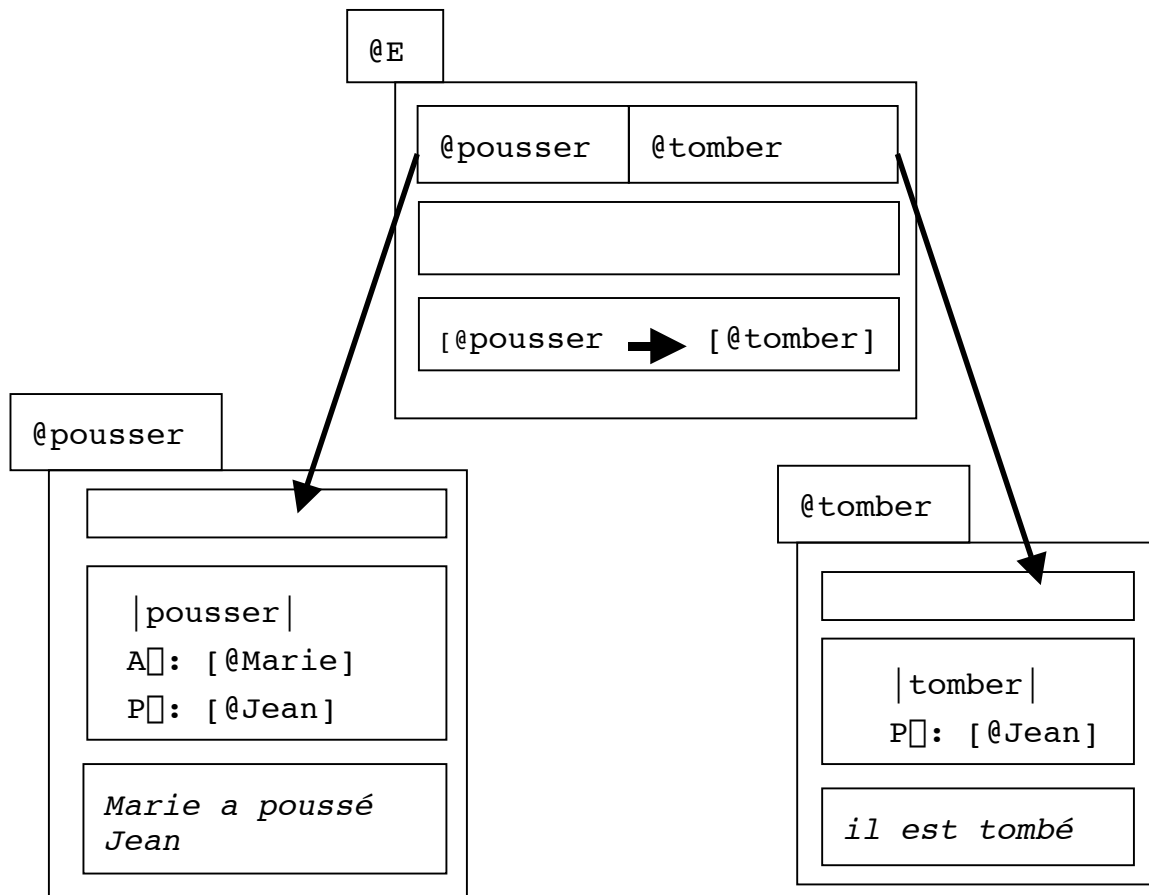 @E
@pousser @tomber
[@pousser [@tomber]
@pousser
|pousser|
A▯: [@Marie]
P▯: [@Jean]
Marie a poussé
Jean
@tomber
|tomber|
P▯: [@Jean]
il est tombé